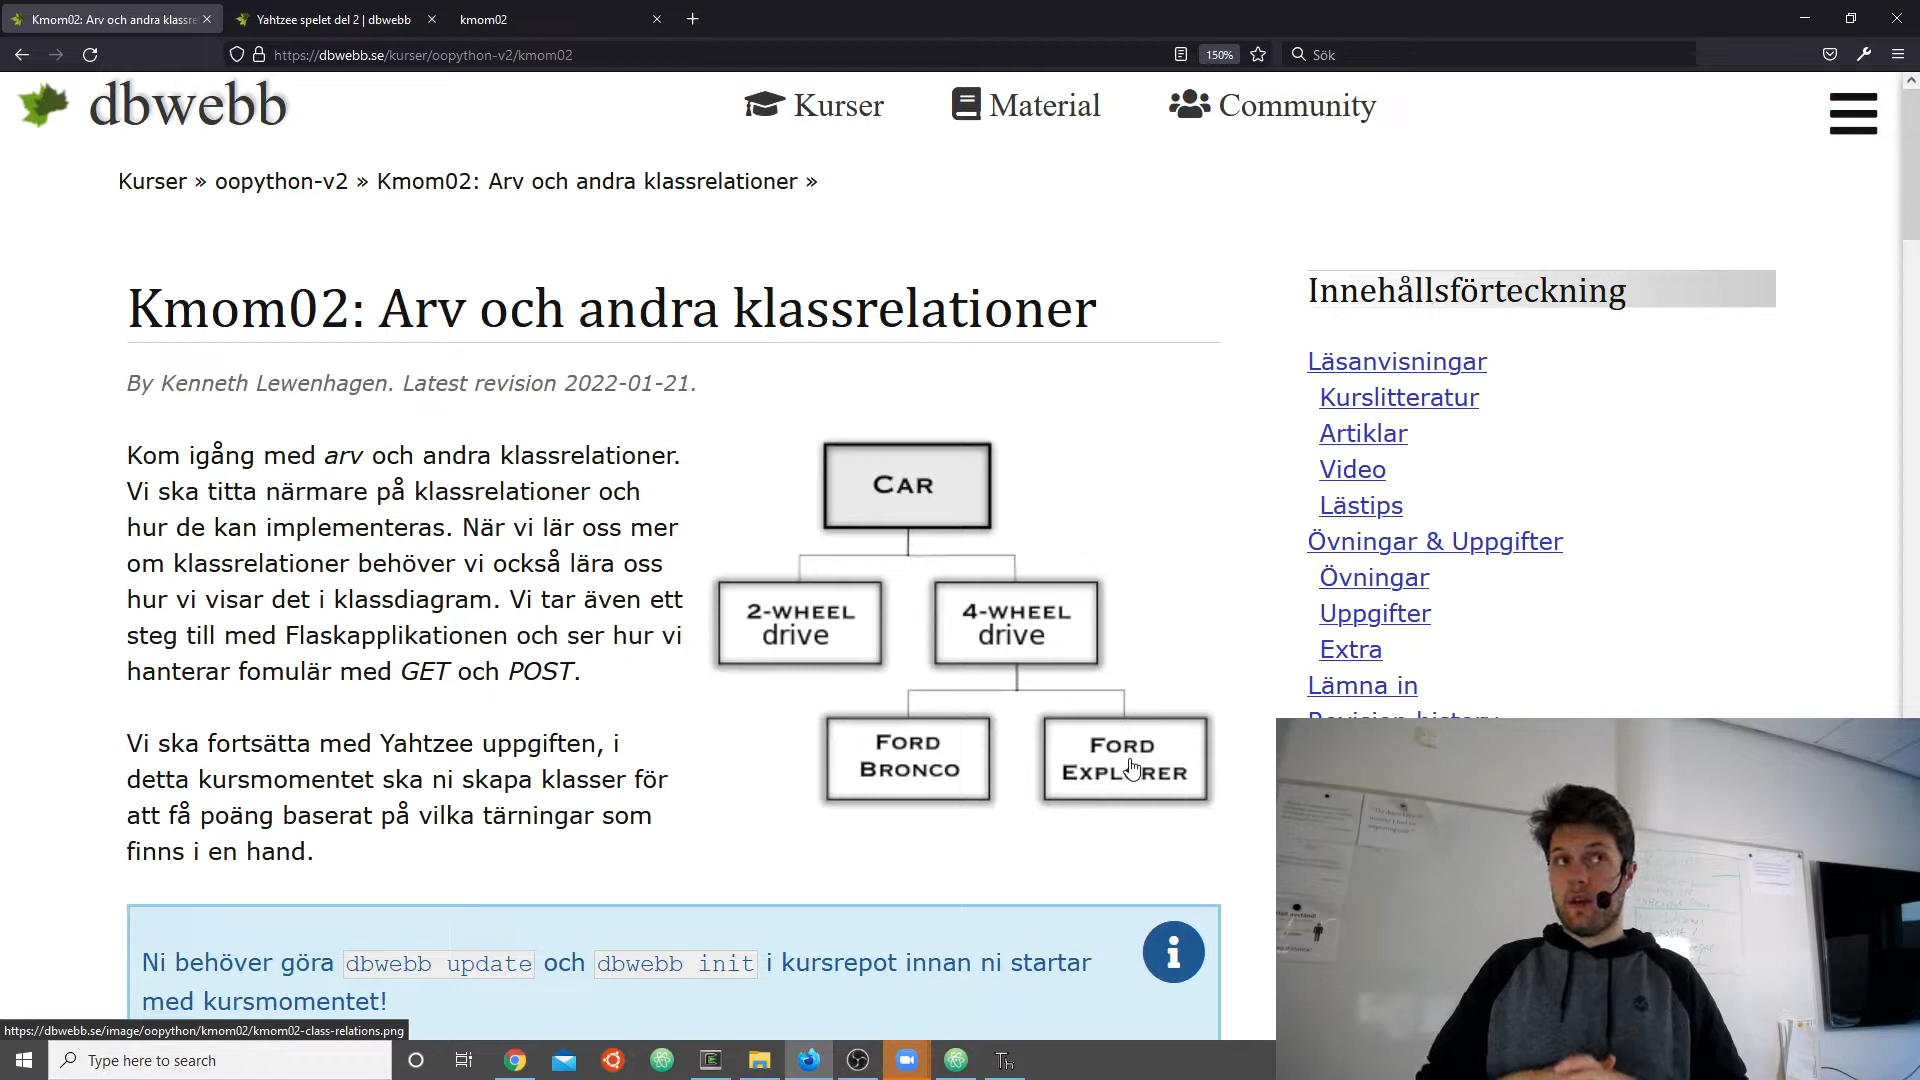 Kmom02: Arv och andra klassre
Yahtzee spelet del 2 | dbwebb
kmom02
https://dbwebb.se/kurser/oopython-v2/kmom02
150%
Sök
dbwebb
Kurser
Material
Community
Kurser » oopython-v2 » Kmom02: Arv och andra klassrelationer »
Kmom02: Arv och andra klassrelationer
By Kenneth Lewenhagen. Latest revision 2022-01-21.
Kom igång med arv och andra klassrelationer.
Vi ska titta närmare på klassrelationer och
hur de kan implementeras. När vi lär oss mer
om klassrelationer behöver vi också lära oss
hur vi visar det i klassdiagram. Vi tar även ett
steg till med Flaskapplikationen och ser hur vi
hanterar fomulär med GET och POST.
Vi ska fortsätta med Yahtzee uppgiften, i
detta kursmomentet ska ni skapa klasser för
att få poäng baserat på vilka tärningar som
finns i en hand.
CAR
2-WHEEL
drive
4-WHEEL
drive
FORD
BRONCO
FORD
EXPLORER
Innehållsförteckning
Läsanvisningar
Kurslitteratur
Artiklar
Video
Lästips
Övningar & Uppgifter
Övningar
Uppgifter
Extra
Lämna in
Revision history
Ni behöver göra dbwebb update och dbwebb init i kursrepot innan ni startar
med kursmomentet!
https://dbwebb.se/image/oopython/kmom02/kmom02-class-relations.png
Type here to search